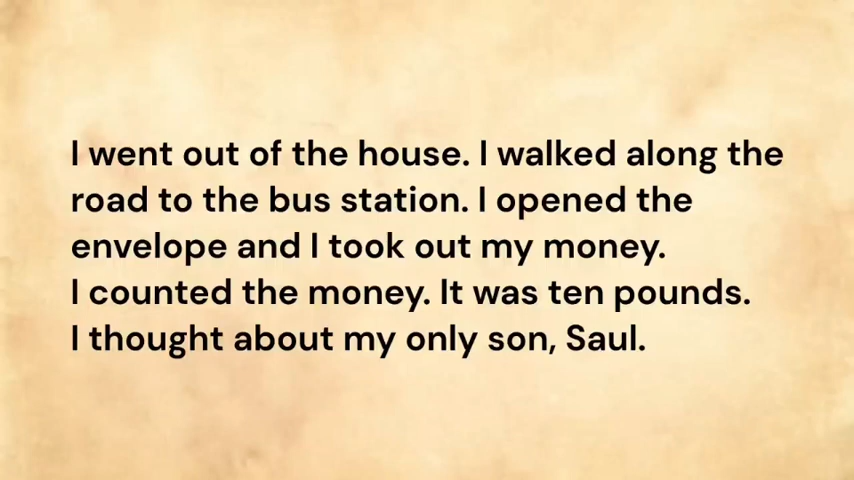 I went out of the house. I walked along the
road to the bus station. I opened the
envelope and I took out my money.
I counted the money. It was ten pounds.
I thought about my only son, Saul.